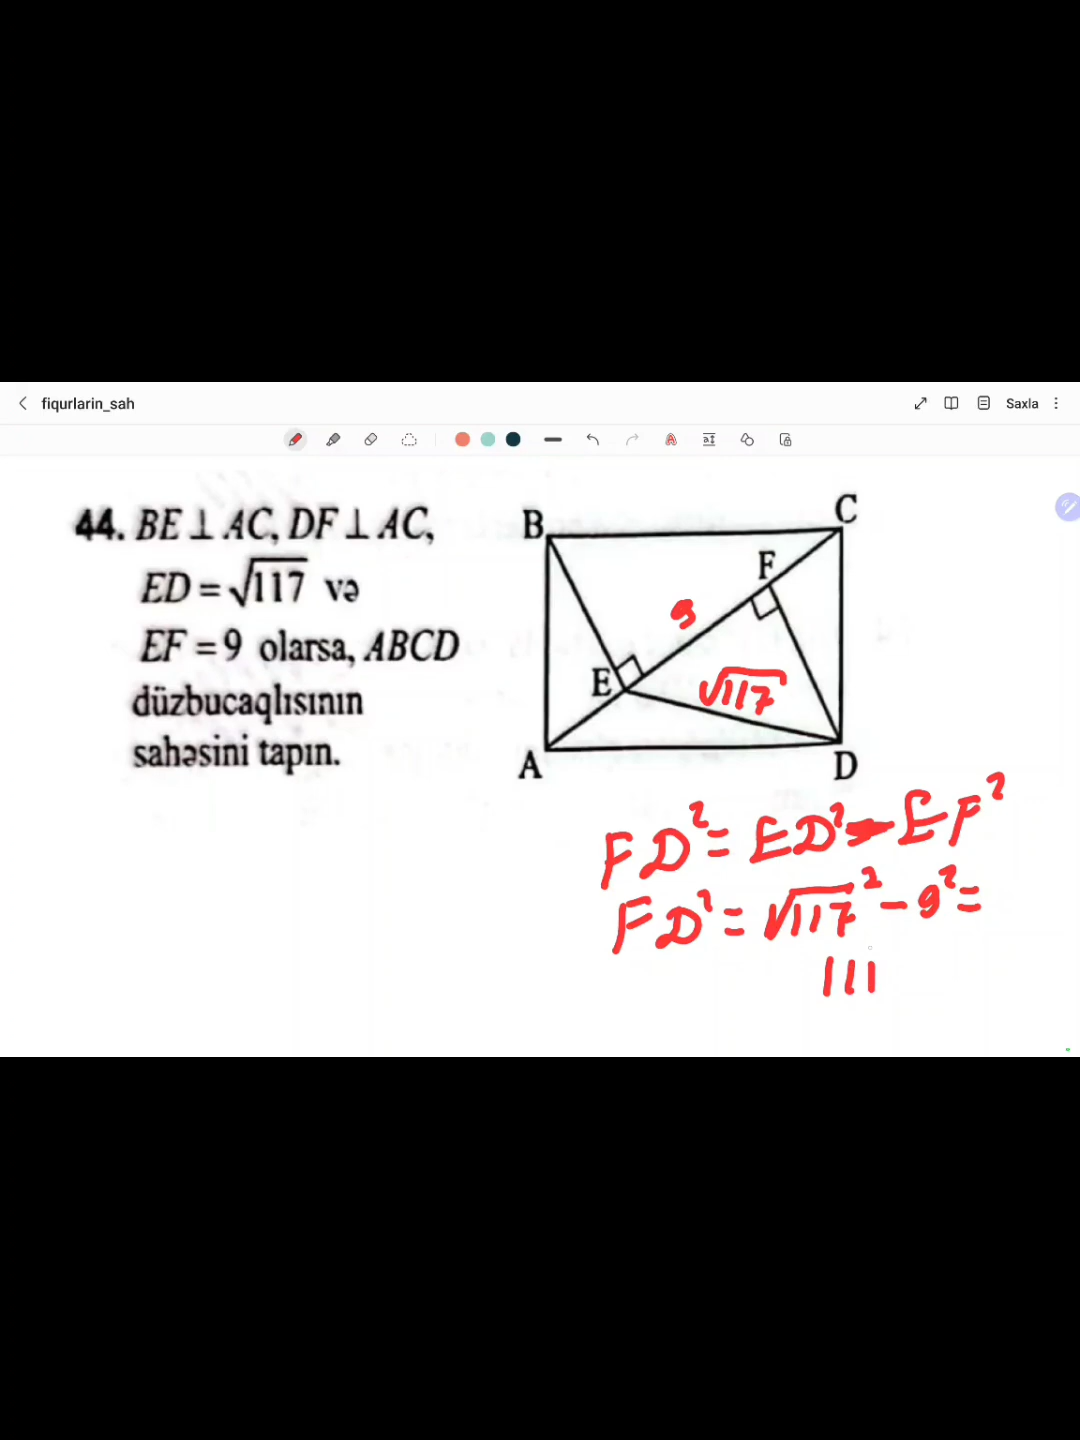 fiqurlarin_sah
Saxla
44. BE ⊥ AC, DF ⊥ AC,
ED = √117 və
EF = 9 olarsa, ABCD
düzbucaqlısının
sahəsini tapın.
B
C
F
9
E
√117
A
D
FD² = ED² - EF²
FD² = √117² - 9² =
111